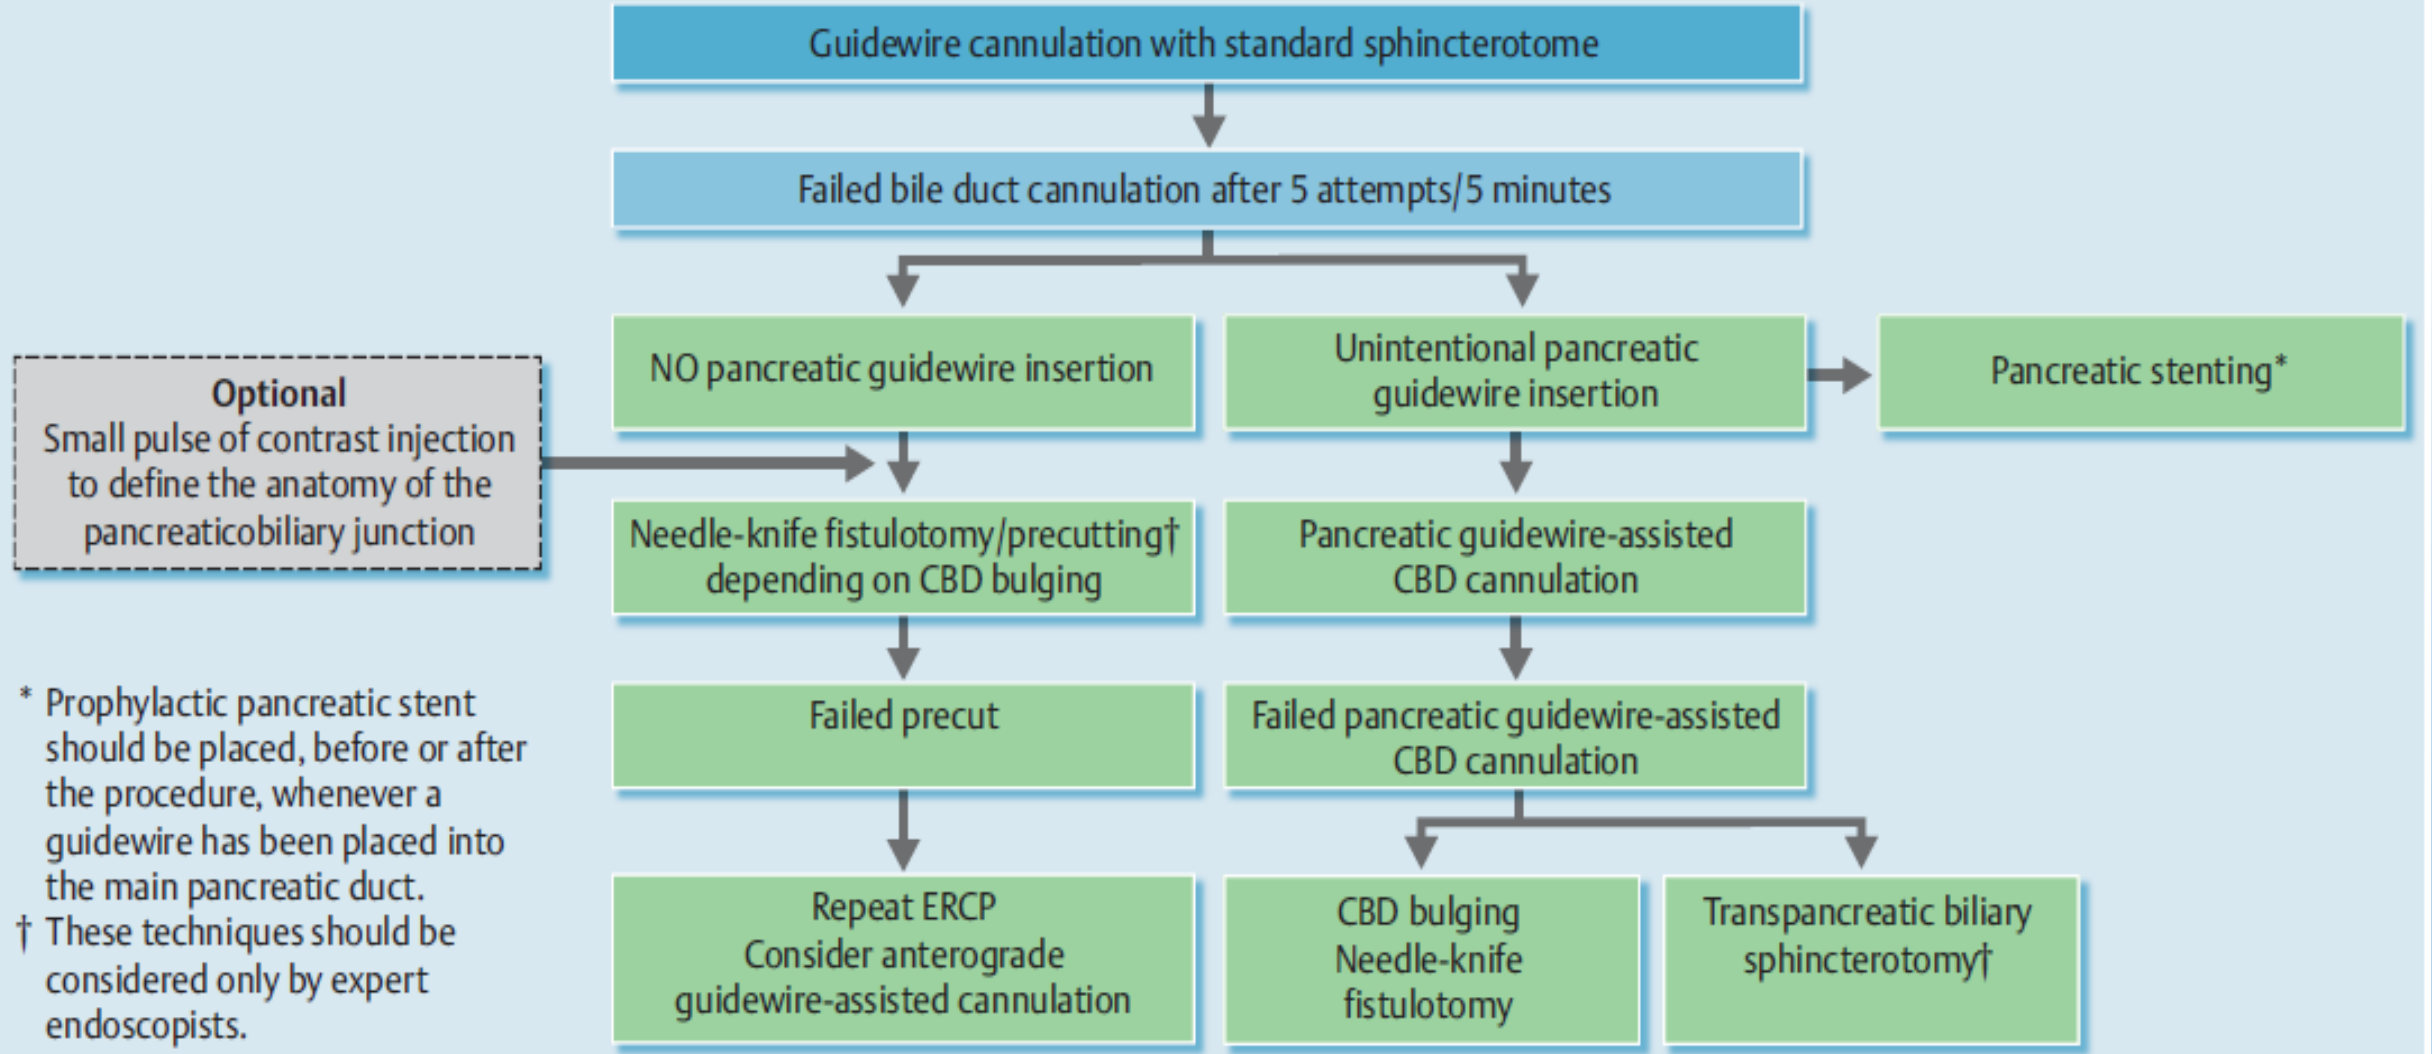 Guidewire cannulation with standard sphincterotome
Failed bile duct cannulation after 5 attempts/5 minutes
NO pancreatic guidewire insertion
Unintentional pancreatic
guidewire insertion
Pancreatic stenting*
Optional
Small pulse of contrast injection
to define the anatomy of the
pancreaticobiliary junction
Needle-knife fistulotomy/precutting†
depending on CBD bulging
Pancreatic guidewire-assisted
CBD cannulation
Failed precut
Failed pancreatic guidewire-assisted
CBD cannulation
Repeat ERCP
Consider anterograde
guidewire-assisted cannulation
CBD bulging
Needle-knife
fistulotomy
Transpancreatic biliary
sphincterotomy†
* Prophylactic pancreatic stent
should be placed, before or after
the procedure, whenever a
guidewire has been placed into
the main pancreatic duct.
† These techniques should be
considered only by expert
endoscopists.